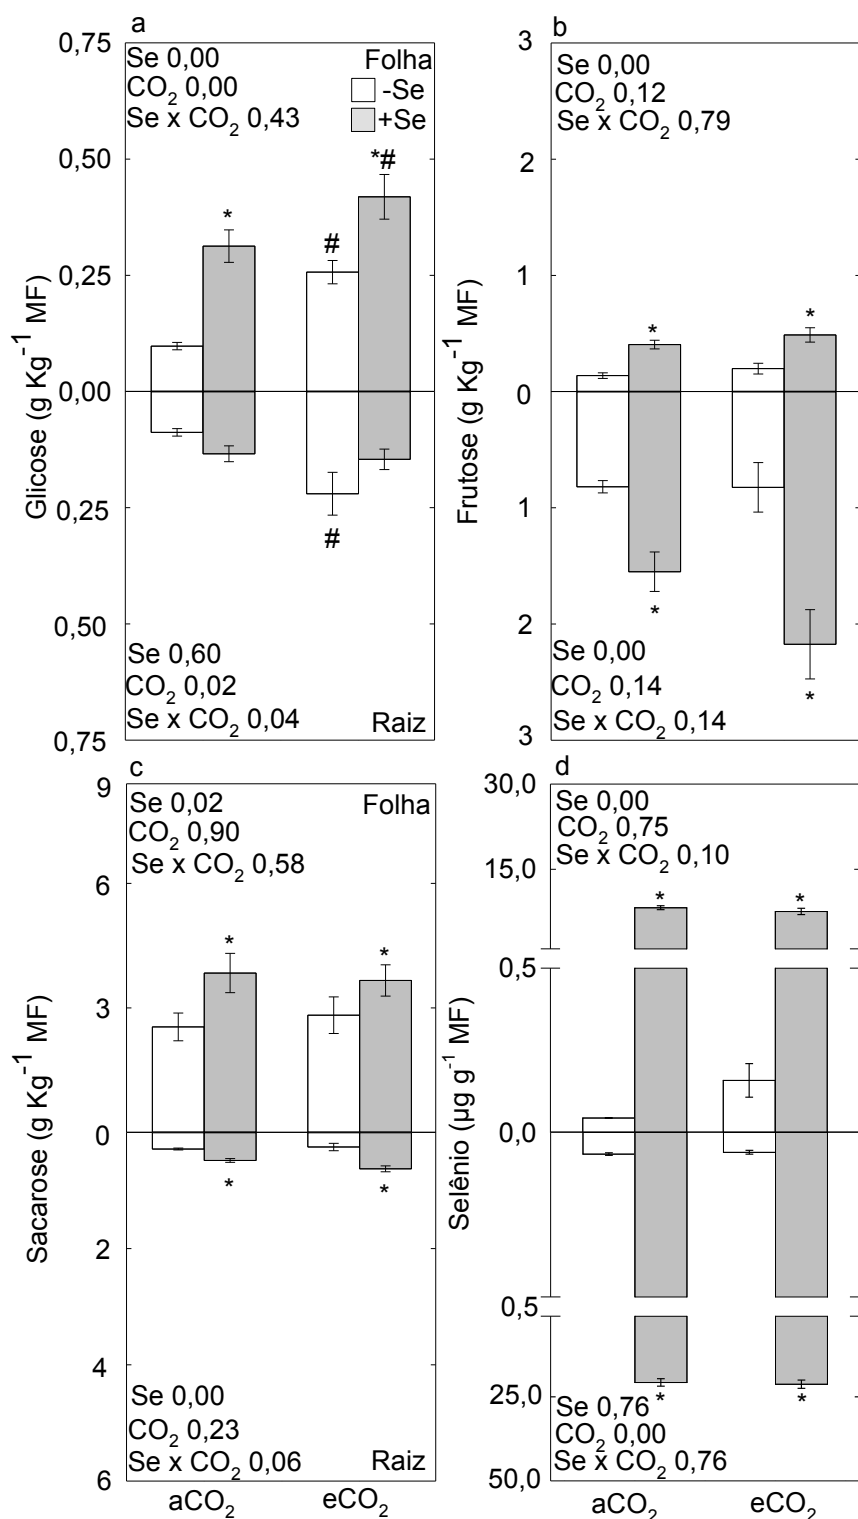 a
0,75
Se 0,00
CO₂ 0,00
Se x CO₂ 0,43
Folha
-Se
+Se
0,50
*#
*
#
0,25
0,00
0,25
#
0,50
Se 0,60
CO₂ 0,02
Se x CO₂ 0,04
Raiz
0,75
Glicose (g Kg⁻¹ MF)
b
3
Se 0,00
CO₂ 0,12
Se x CO₂ 0,79
2
1
*
*
0
1
*
2
*
Se 0,00
CO₂ 0,14
Se x CO₂ 0,14
3
Frutose (g Kg⁻¹ MF)
c
9
Se 0,02
CO₂ 0,90
Se x CO₂ 0,58
Folha
6
*
*
3
0
*
*
2
4
Se 0,00
CO₂ 0,23
Se x CO₂ 0,06
Raiz
6
Sacarose (g Kg⁻¹ MF)
aCO₂
eCO₂
d
30,0
Se 0,00
CO₂ 0,75
Se x CO₂ 0,10
15,0
*
*
0,5
0,0
0,5
25,0
*
*
Se 0,76
CO₂ 0,00
Se x CO₂ 0,76
50,0
Selênio (µg g⁻¹ MF)
aCO₂
eCO₂